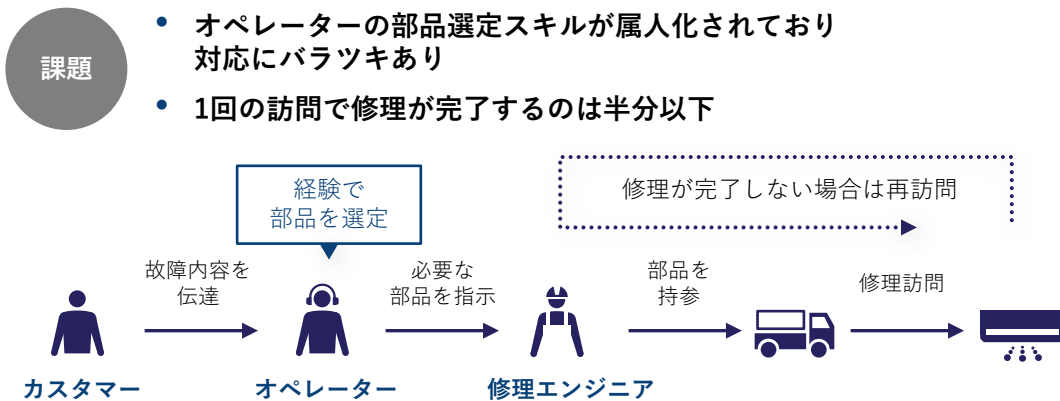 課題
• オペレーターの部品選定スキルが属人化されており
対応にバラツキあり
• 1回の訪問で修理が完了するのは半分以下
経験で
部品を選定
修理が完了しない場合は再訪問
故障内容を
伝達
必要な
部品を指示
部品を
持参
修理訪問
カスタマー
オペレーター
修理エンジニア